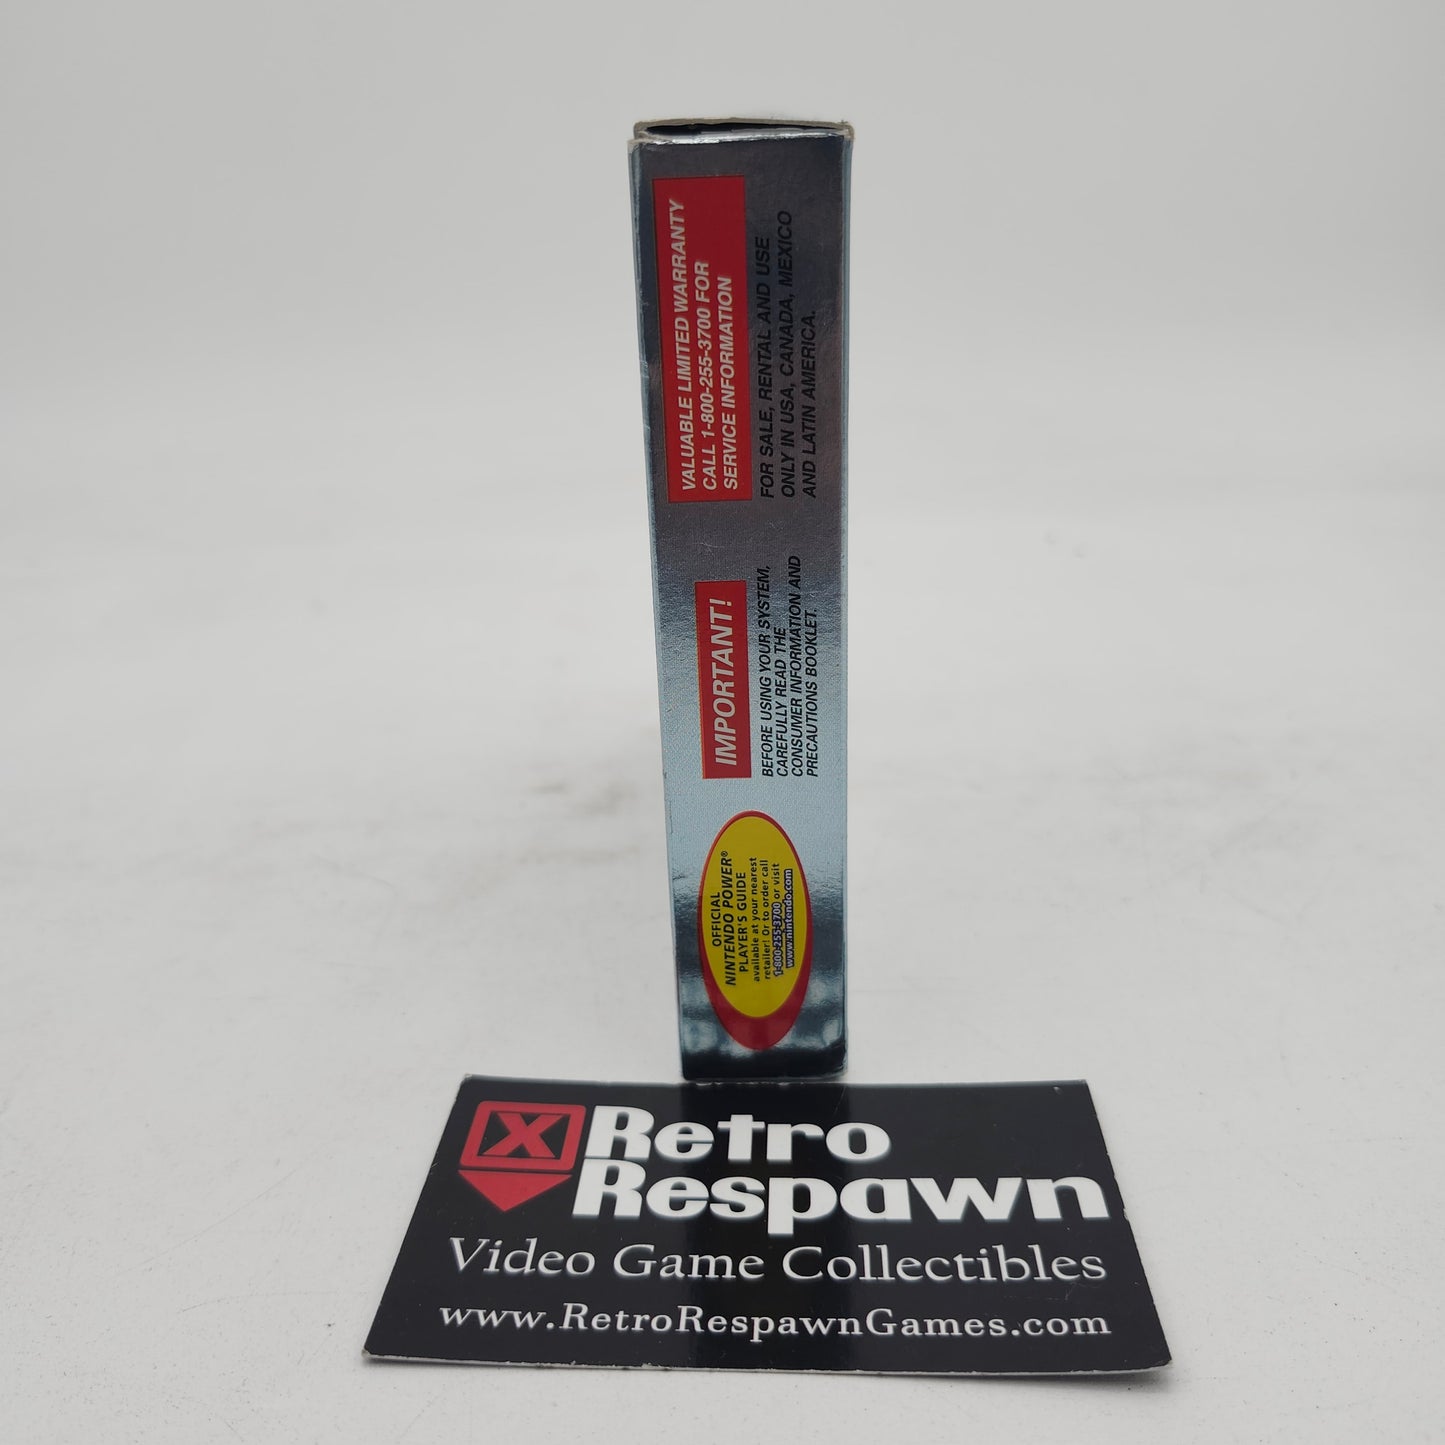 VALUABLE LIMITED WARRANTY
CALL 1-800-255-3700 FOR
SERVICE INFORMATION
FOR SALE, RENTAL AND USE
ONLY IN USA, CANADA, MEXICO
AND LATIN AMERICA.
IMPORTANT!
BEFORE USING YOUR SYSTEM,
CAREFULLY READ THE
CONSUMER INFORMATION AND
PRECAUTIONS BOOKLET.
OFFICIAL
NINTENDO POWER®
PLAYER'S GUIDE
available at your nearest
retailer! Or to order call
1-800-255-3700 or visit
www.nintendo.com
X Retro
Respawn
Video Game Collectibles
www.RetroRespawnGames.com